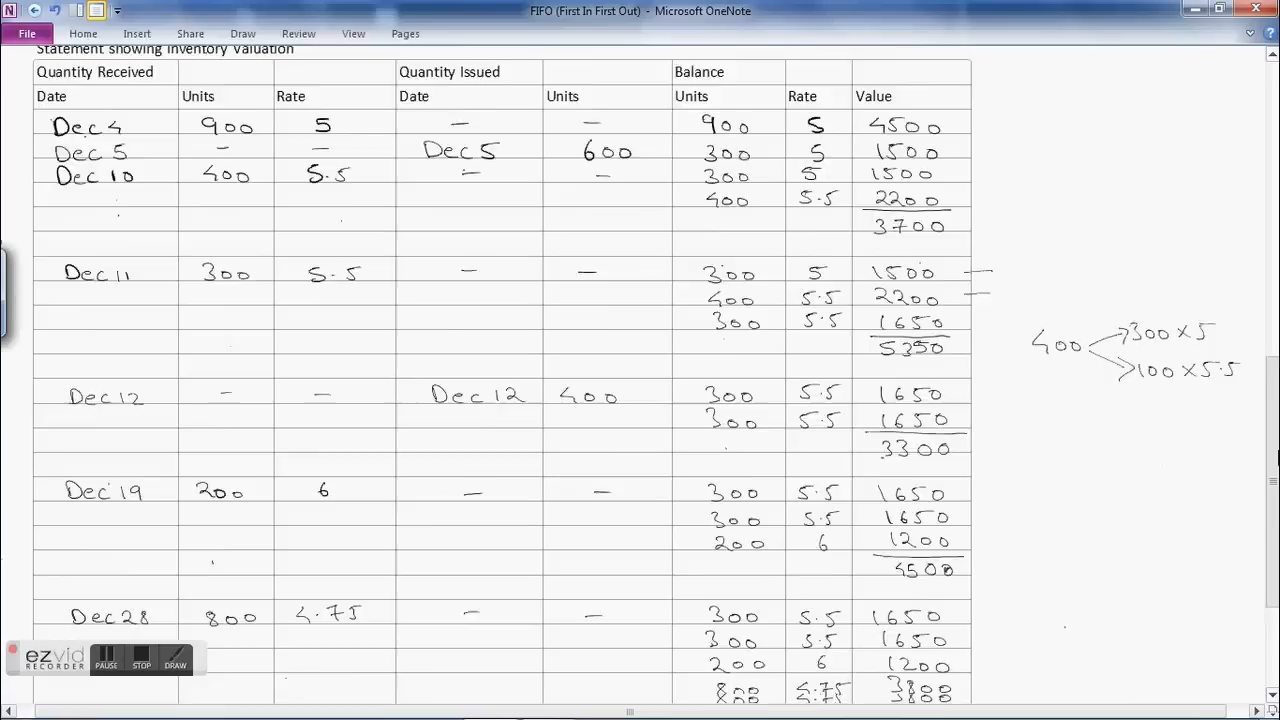 FIFO (First In First Out) - Microsoft OneNote
File Home Insert Share Draw Review View Pages
Statement showing Inventory Valuation
Quantity Received Quantity Issued Balance
Date Units Rate Date Units Units Rate Value
Dec 4 900 5 — — 900 5 4500
Dec 5 — — Dec 5 600 300 5 1500
Dec 10 400 5.5 — — 300 5 1500
400 5.5 2200
3700
Dec 11 300 5.5 — — 300 5 1500 —
400 5.5 2200 —
300 5.5 1650
5350
400 300 × 5
100 × 5.5
Dec 12 — — Dec 12 400 300 5.5 1650
300 5.5 1650
3300
Dec 19 200 6 — — 300 5.5 1650
300 5.5 1650
200 6 1200
4500
Dec 28 800 4.75 — — 300 5.5 1650
300 5.5 1650
200 6 1200
800 4.75 3800
ezvid
RECORDER
PAUSE STOP DRAW